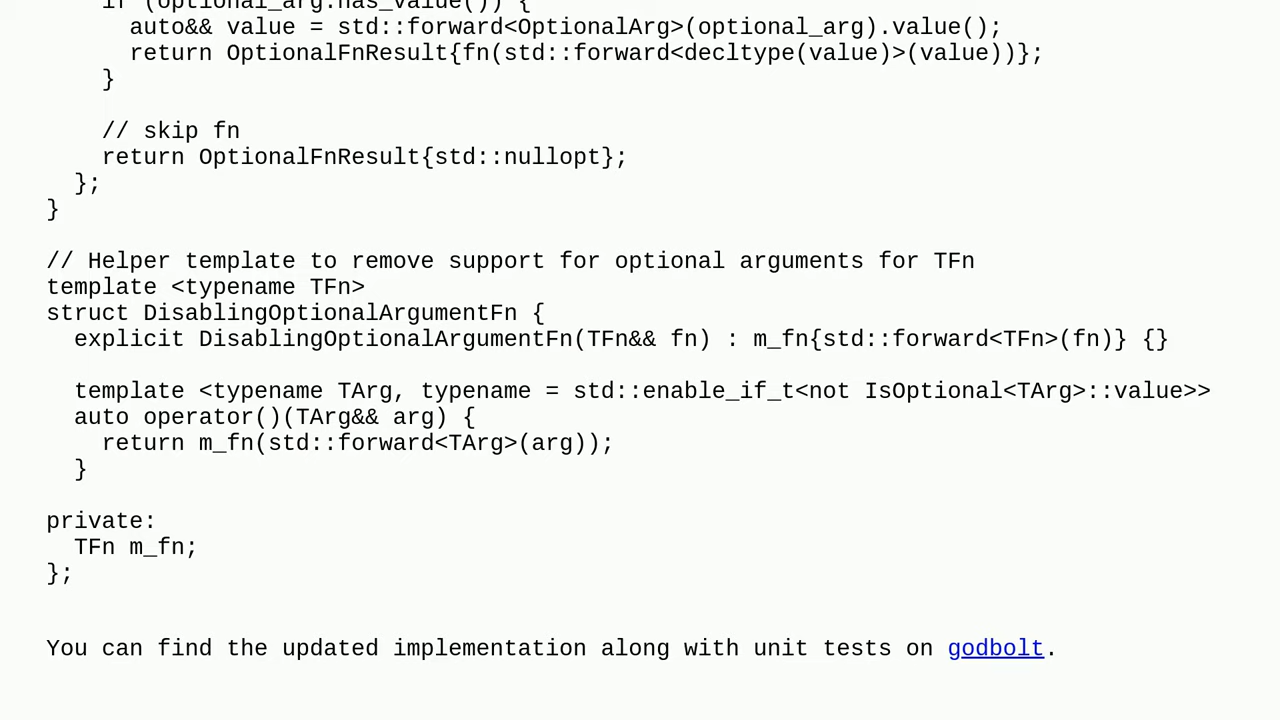 if (optional_arg.has_value()) {
auto&& value = std::forward<OptionalArg>(optional_arg).value();
return OptionalFnResult{fn(std::forward<decltype(value)>(value))};
}
// skip fn
return OptionalFnResult{std::nullopt};
};
}
// Helper template to remove support for optional arguments for TFn
template <typename TFn>
struct DisablingOptionalArgumentFn {
explicit DisablingOptionalArgumentFn(TFn&& fn) : m_fn{std::forward<TFn>(fn)} {}
template <typename TArg, typename = std::enable_if_t<not IsOptional<TArg>::value>>
auto operator()(TArg&& arg) {
return m_fn(std::forward<TArg>(arg));
}
private:
TFn m_fn;
};
You can find the updated implementation along with unit tests on godbolt.